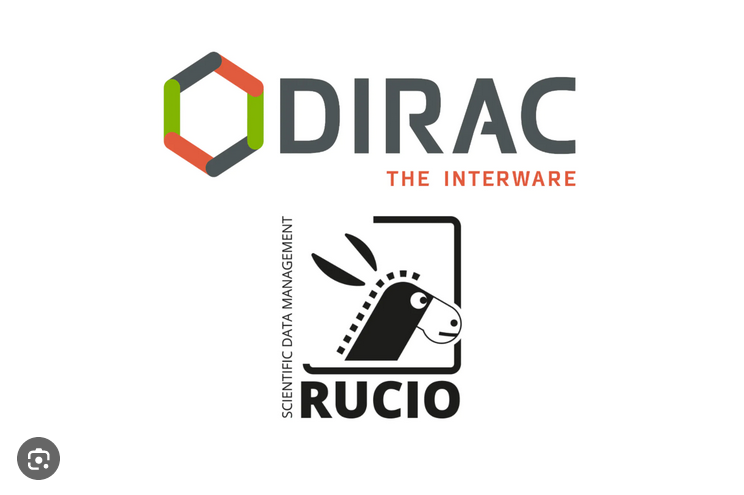 DIRAC
THE INTERWARE
SCIENTIFIC DATA MANAGEMENT
RUCIO